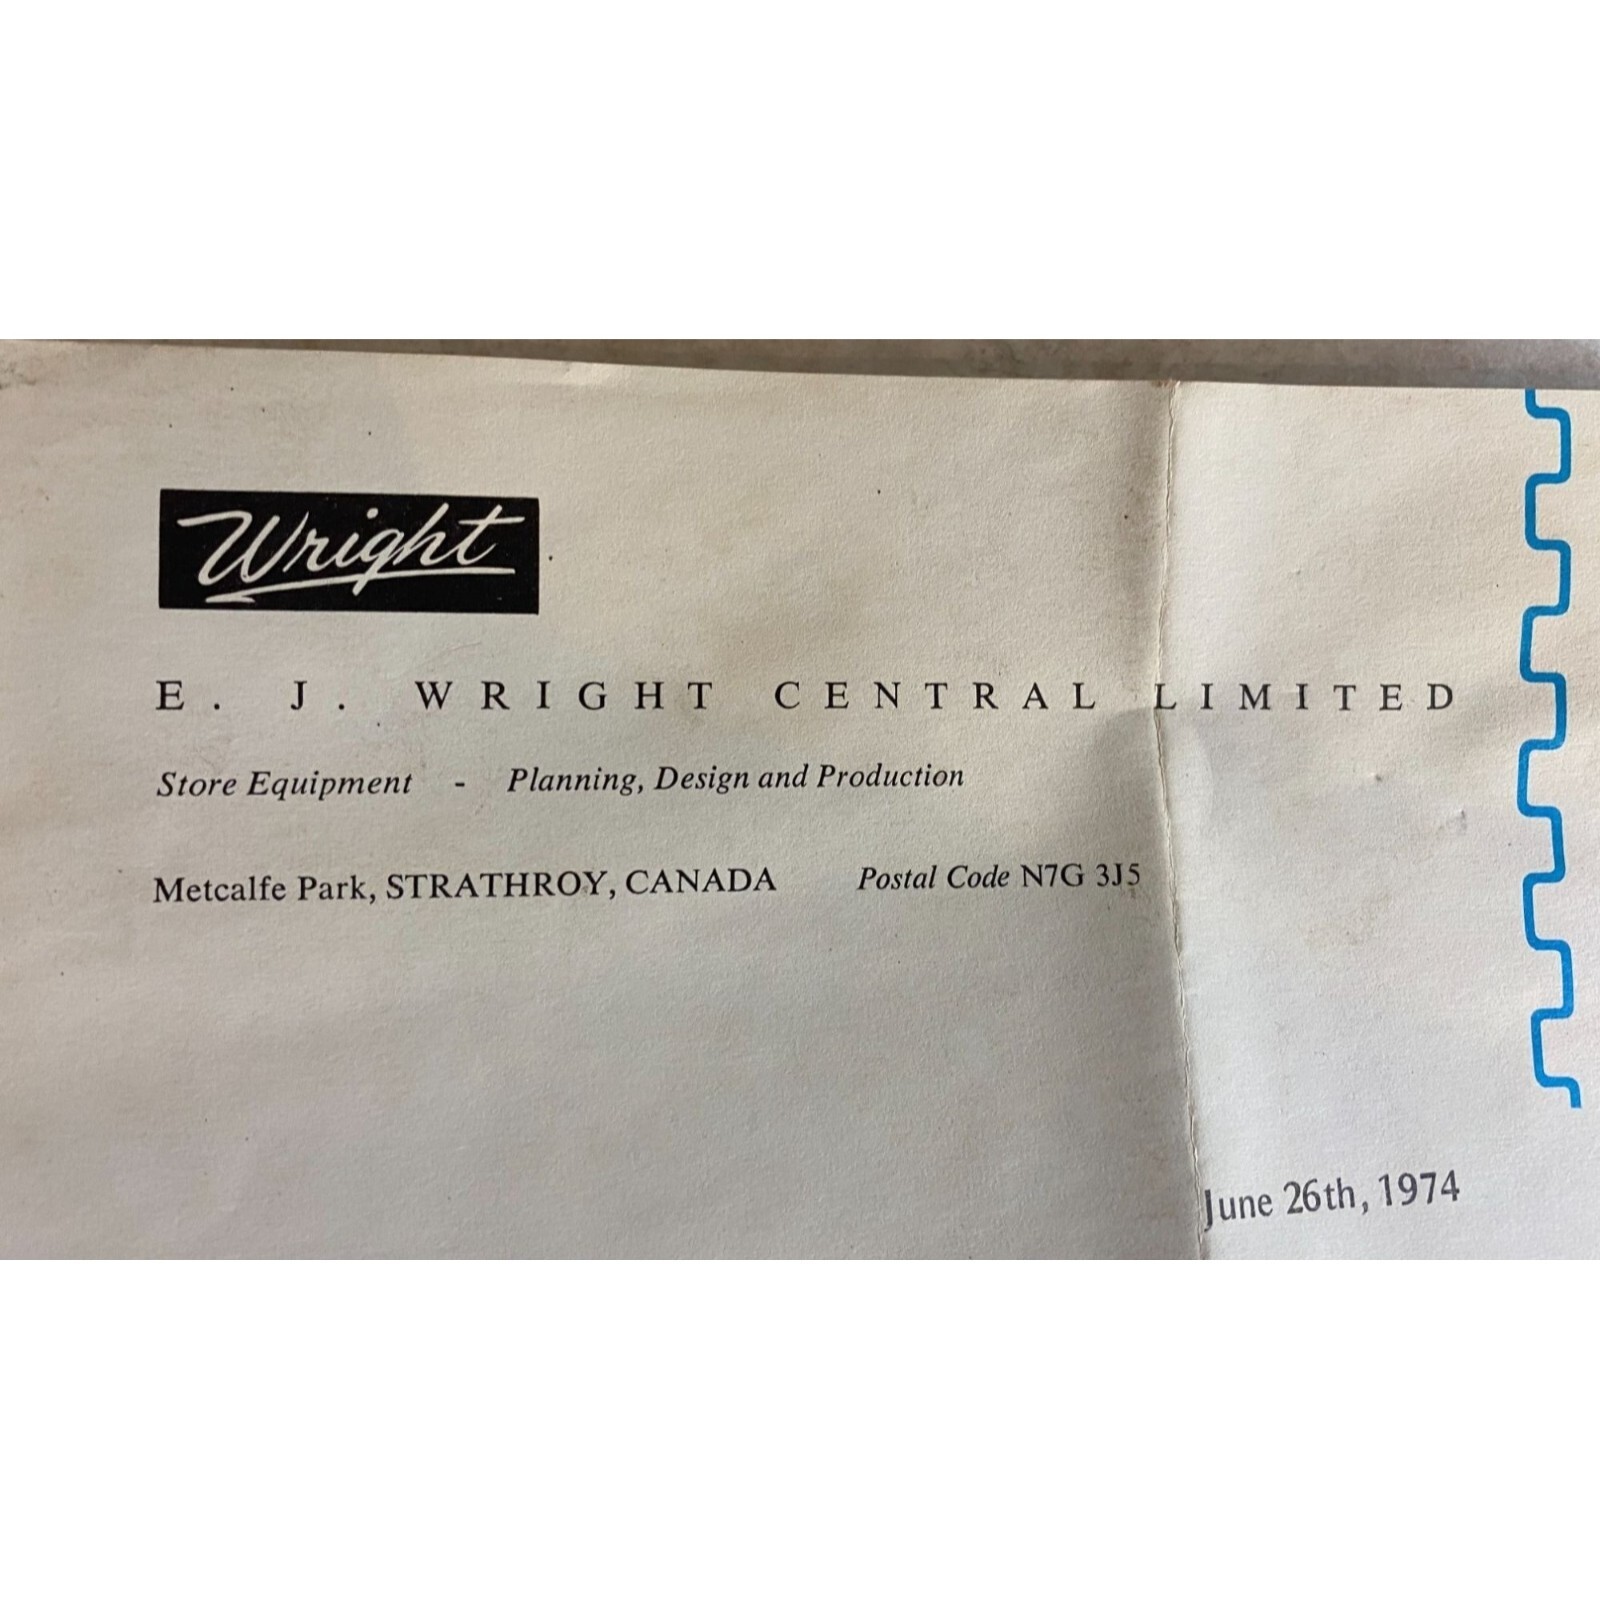 Wright
E. J. WRIGHT CENTRAL LIMITED
Store Equipment - Planning, Design and Production
Metcalfe Park, STRATHROY, CANADA Postal Code N7G 3J5
June 26th, 1974